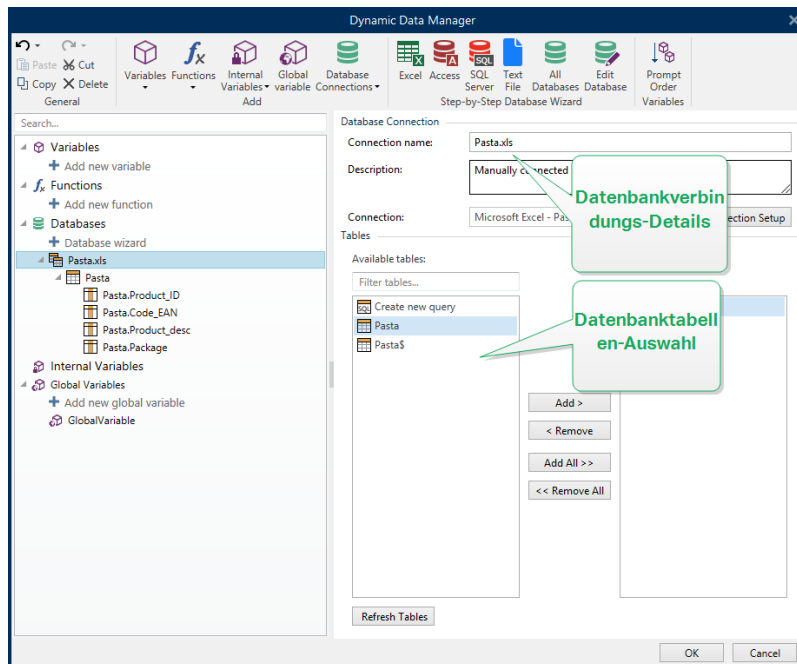 Dynamic Data Manager
Paste
Cut
Copy
Delete
General
Variables
Functions
Internal
Variables
Global
variable
Database
Connections
Add
Excel
Access
SQL
Server
Text
File
All
Databases
Edit
Database
Step-by-Step Database Wizard
Prompt
Order
Variables
Search...
Variables
Add new variable
Functions
Add new function
Databases
Database wizard
Pasta.xls
Pasta
Pasta.Product_ID
Pasta.Code_EAN
Pasta.Product_desc
Pasta.Package
Internal Variables
Global Variables
Add new global variable
GlobalVariable
Database Connection
Connection name:
Pasta.xls
Description:
Manually connected
Connection:
Microsoft Excel - Pas
ection Setup
Datenbankverbin
dungs-Details
Tables
Available tables:
Filter tables...
SQL Create new query
Pasta
Pasta$
Datenbanktabell
en-Auswahl
Add >
< Remove
Add All >>
<< Remove All
Refresh Tables
OK
Cancel